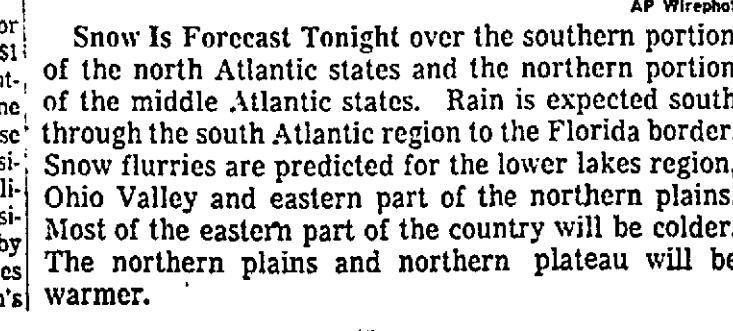 AP Wirepho
Snow Is Forecast Tonight over the southern portion
of the north Atlantic states and the northern portion
of the middle Atlantic states. Rain is expected south
through the south Atlantic region to the Florida border.
Snow flurries are predicted for the lower lakes region,
Ohio Valley and eastern part of the northern plains.
Most of the eastern part of the country will be colder.
The northern plains and northern plateau will be
warmer.